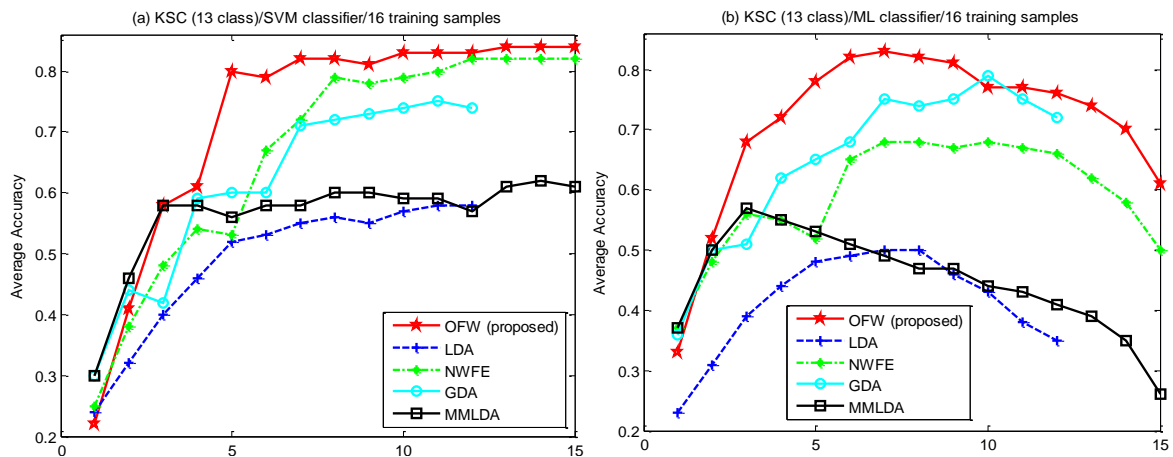 (a) KSC (13 class)/SVM classifier/16 training samples
Average Accuracy
0.8
0.7
0.6
0.5
0.4
0.3
0.2
0
5
10
15
OFW (proposed)
LDA
NWFE
GDA
MMLDA
(b) KSC (13 class)/ML classifier/16 training samples
Average Accuracy
0.8
0.7
0.6
0.5
0.4
0.3
0.2
0
5
10
15
OFW (proposed)
LDA
NWFE
GDA
MMLDA